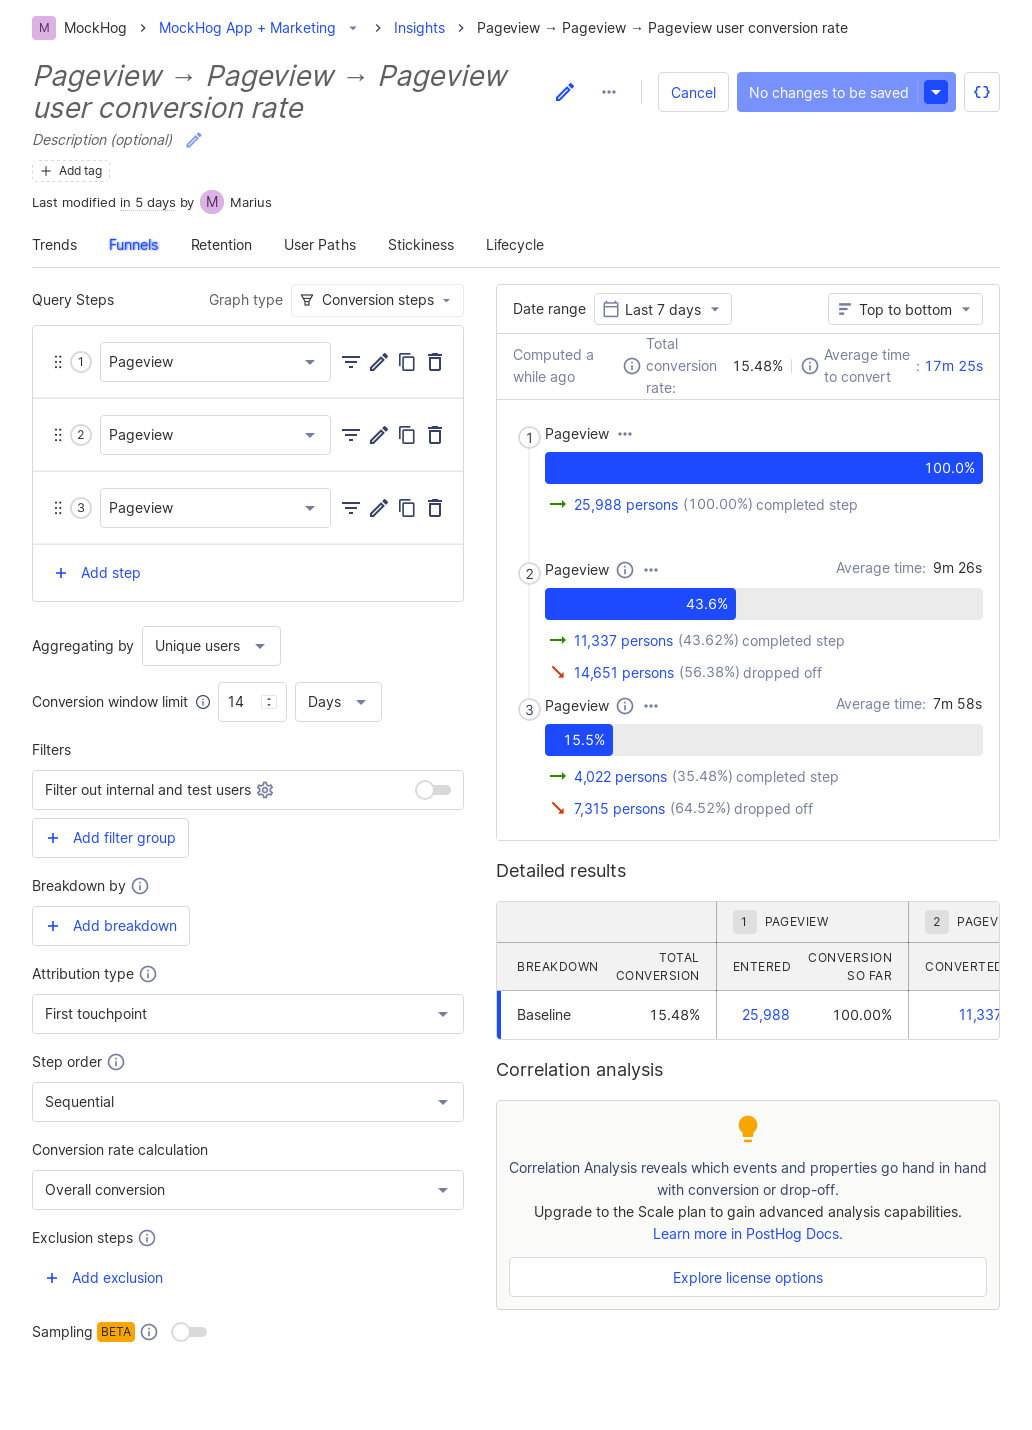 M MockHog > MockHog App + Marketing > Insights > Pageview → Pageview → Pageview user conversion rate
Pageview → Pageview → Pageview
user conversion rate
Cancel
No changes to be saved
Description (optional)
Add tag
Last modified in 5 days by M Marius
Trends Funnels Retention User Paths Stickiness Lifecycle
Query Steps
Graph type Conversion steps
1 Pageview
2 Pageview
3 Pageview
Add step
Aggregating by Unique users
Conversion window limit 14 Days
Filters
Filter out internal and test users
Add filter group
Breakdown by
Add breakdown
Attribution type
First touchpoint
Step order
Sequential
Conversion rate calculation
Overall conversion
Exclusion steps
Add exclusion
Sampling BETA
Date range Last 7 days
Top to bottom
Computed a
while ago
Total
conversion
rate:
15.48%
Average time
to convert
: 17m 25s
1 Pageview
100.0%
25,988 persons (100.00%) completed step
2 Pageview
Average time: 9m 26s
43.6%
11,337 persons (43.62%) completed step
14,651 persons (56.38%) dropped off
3 Pageview
Average time: 7m 58s
15.5%
4,022 persons (35.48%) completed step
7,315 persons (64.52%) dropped off
Detailed results
1 PAGEVIEW
2 PAGEV
BREAKDOWN
TOTAL
CONVERSION
ENTERED
CONVERSION
SO FAR
CONVERTED
Baseline 15.48% 25,988 100.00% 11,337
Correlation analysis
Correlation Analysis reveals which events and properties go hand in hand
with conversion or drop-off.
Upgrade to the Scale plan to gain advanced analysis capabilities.
Learn more in PostHog Docs.
Explore license options